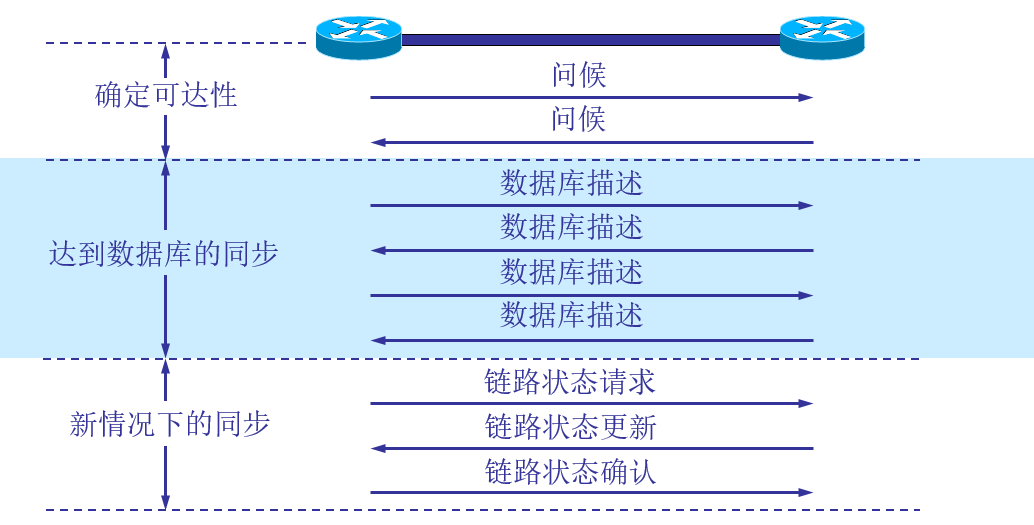 问候
确定可达性
问候
数据库描述
数据库描述
达到数据库的同步
数据库描述
数据库描述
链路状态请求
新情况下的同步
链路状态更新
链路状态确认